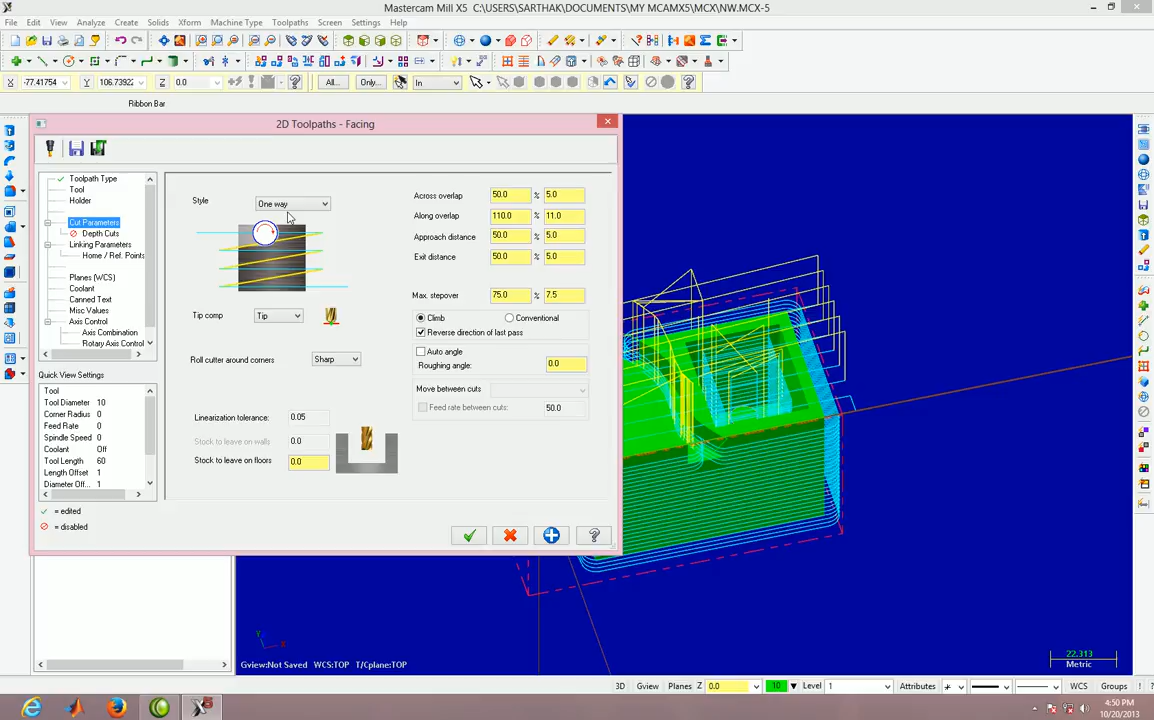 Mastercam Mill X5 C:\USERS\SARTHAK\DOCUMENTS\MY MCAMX5\MCX\NW.MCX-5
File Edit View Analyze Create Solids Xform Machine Type Toolpaths Screen Settings Help
X -77.41754 Y 106.73922 Z 0.0 All... Only... In
Ribbon Bar
2D Toolpaths - Facing
Toolpath Type
Tool
Holder
Cut Parameters
Depth Cuts
Linking Parameters
Home / Ref. Points
Planes (WCS)
Coolant
Canned Text
Misc Values
Axis Control
Axis Combination
Rotary Axis Control
Quick View Settings
Tool
Tool Diameter 10
Corner Radius 0
Feed Rate 0
Spindle Speed 0
Coolant Off
Tool Length 60
Length Offset 1
Diameter Off... 1
= edited
= disabled
Style One way
Tip comp Tip
Roll cutter around corners Sharp
Linearization tolerance: 0.05
Stock to leave on walls 0.0
Stock to leave on floors 0.0
Across overlap 50.0 % 5.0
Along overlap 110.0 % 11.0
Approach distance 50.0 % 5.0
Exit distance 50.0 % 5.0
Max. stepover 75.0 % 7.5
Climb Conventional
Reverse direction of last pass
Auto angle
Roughing angle: 0.0
Move between cuts
Feed rate between cuts: 50.0
Y
X
Gview:Not Saved WCS:TOP T/Cplane:TOP
22.313
Metric
3D Gview Planes Z 0.0 10 Level 1 Attributes WCS Groups ?
4:50 PM
10/20/2013